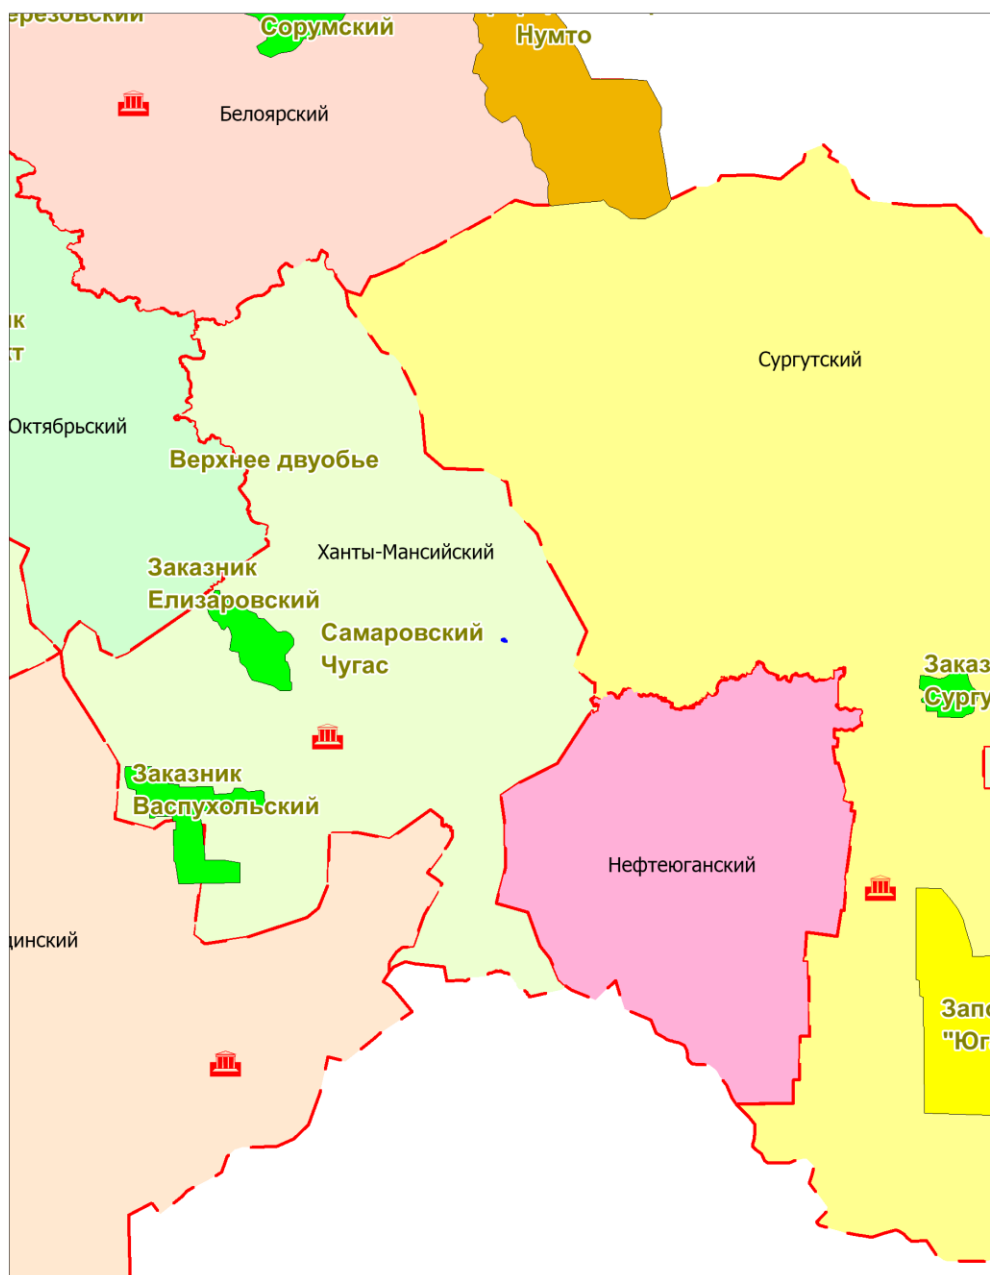 Сорумский
Нумто
Белоярский
Сургутский
Октябрьский
Верхнее двуобье
Ханты-Мансийский
Заказник
Елизаровский
Самаровский
Чугас
Заказник
Васпухольский
Нефтеюганский